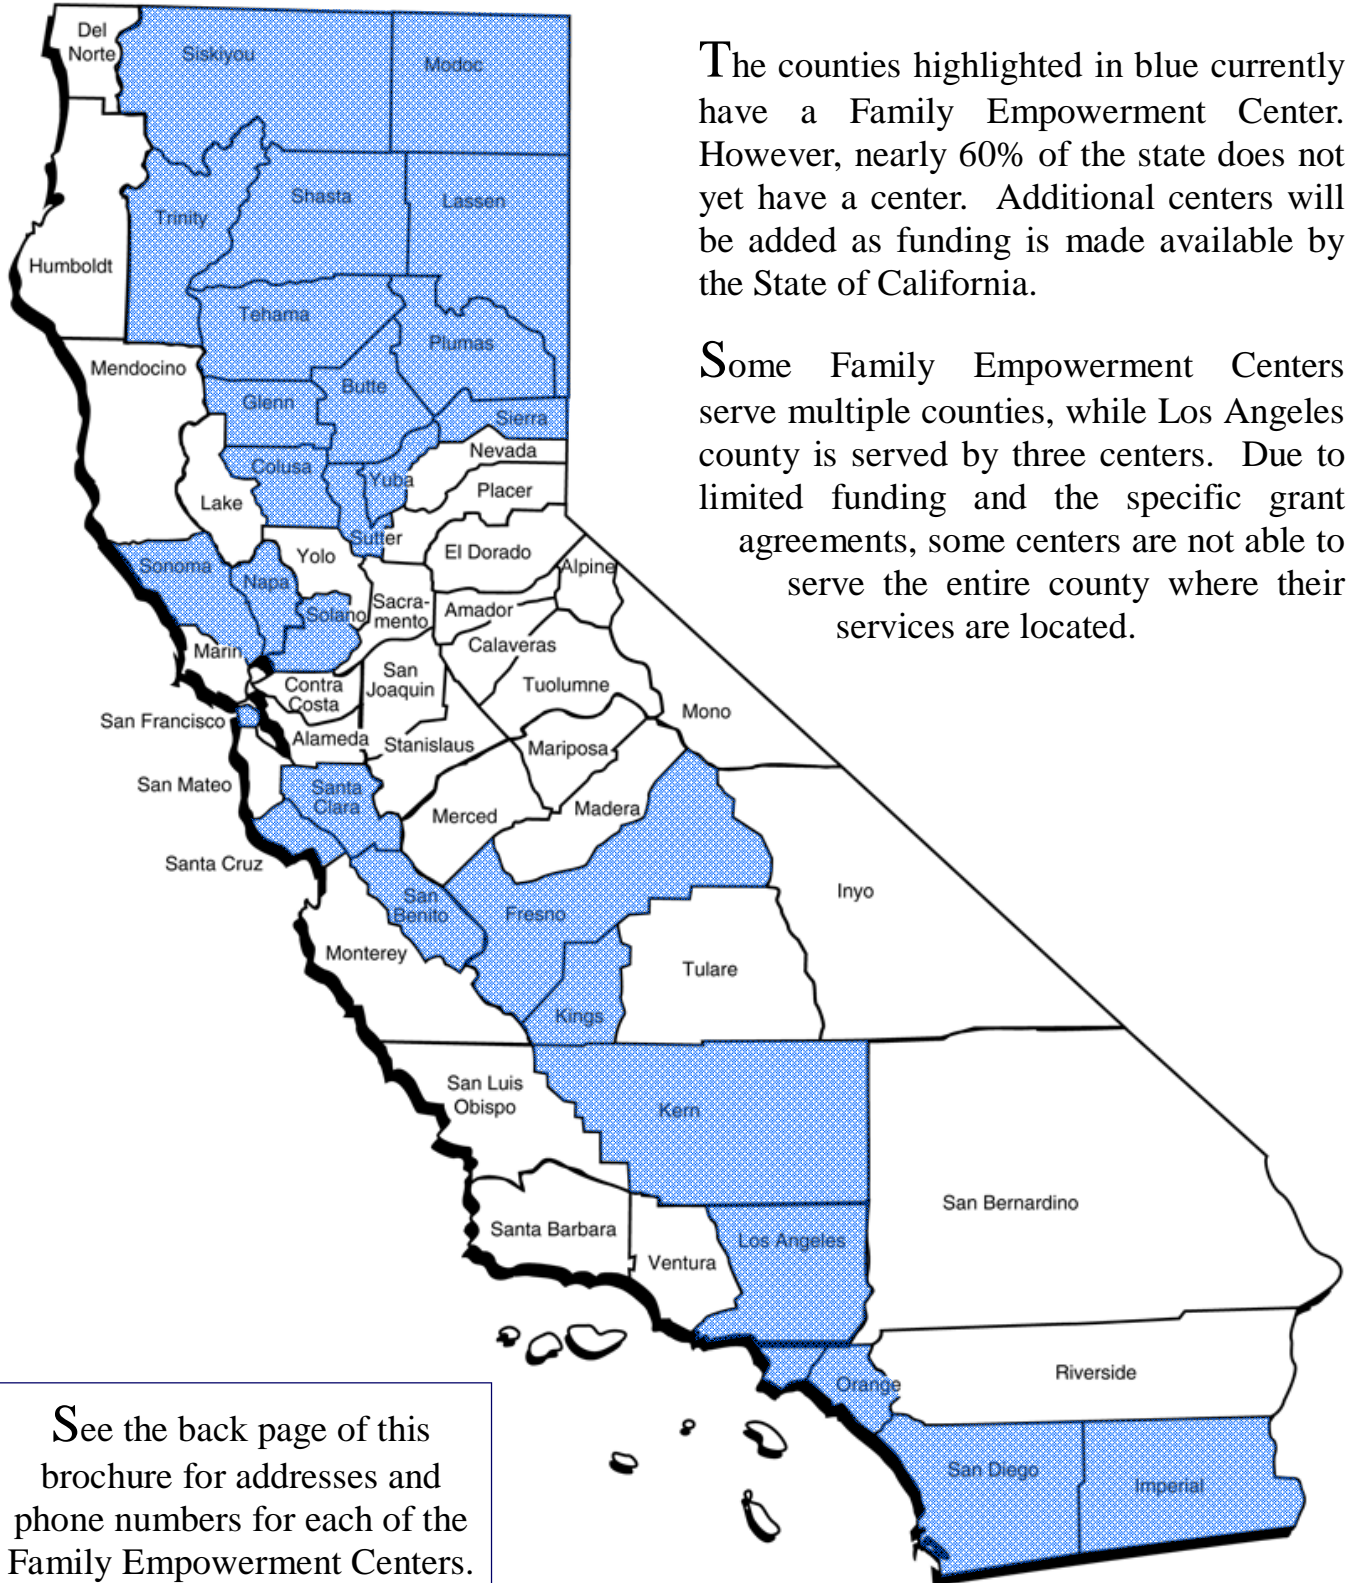 Del
Norte
Siskiyou
Modoc
Shasta
Lassen
Trinity
Humboldt
Tehama
Plumas
Mendocino
Butte
Glenn
Sierra
Nevada
Colusa
Yuba
Placer
Lake
Sutter
Yolo
El Dorado
Sonoma
Napa
Alpine
Solano
Sacra-
mento
Amador
Calaveras
Marin
San
Joaquin
Contra
Costa
Tuolumne
San Francisco
Mono
Alameda
Stanislaus
Mariposa
San Mateo
Santa
Clara
Merced
Madera
Santa Cruz
San
Benito
Fresno
Inyo
Monterey
Tulare
Kings
San Luis
Obispo
Kern
San Bernardino
Santa Barbara
Los Angeles
Ventura
Riverside
Orange
San Diego
Imperial
The counties highlighted in blue currently
have a Family Empowerment Center.
However, nearly 60% of the state does not
yet have a center. Additional centers will
be added as funding is made available by
the State of California.
Some Family Empowerment Centers
serve multiple counties, while Los Angeles
county is served by three centers. Due to
limited funding and the specific grant
agreements, some centers are not able to
serve the entire county where their
services are located.
See the back page of this
brochure for addresses and
phone numbers for each of the
Family Empowerment Centers.